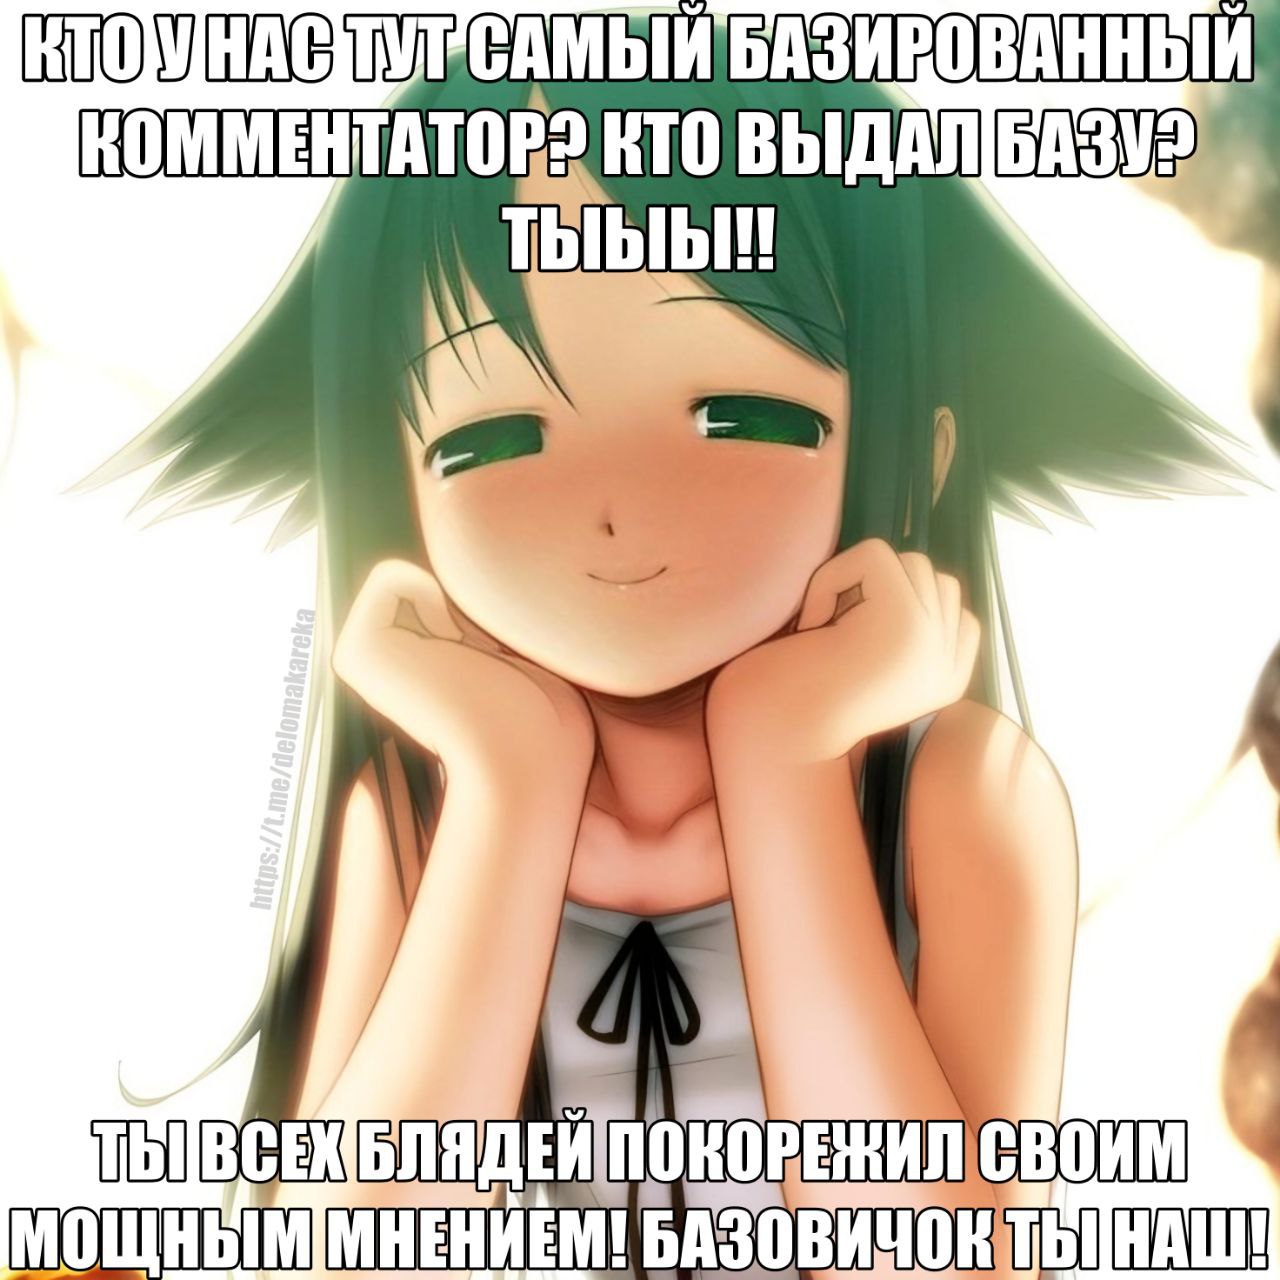 КТО У НАС ТУТ САМЫЙ БАЗИРОВАННЫЙ
КОММЕНТАТОР? КТО ВЫДАЛ БАЗУ?
ТЫЫЫ!!
https://t.me/delomakareka
ТЫ ВСЕХ БЛЯДЕЙ ПОКОРЕЖИЛ СВОИМ
МОЩНЫМ МНЕНИЕМ! БАЗОВИЧОК ТЫ НАШ!